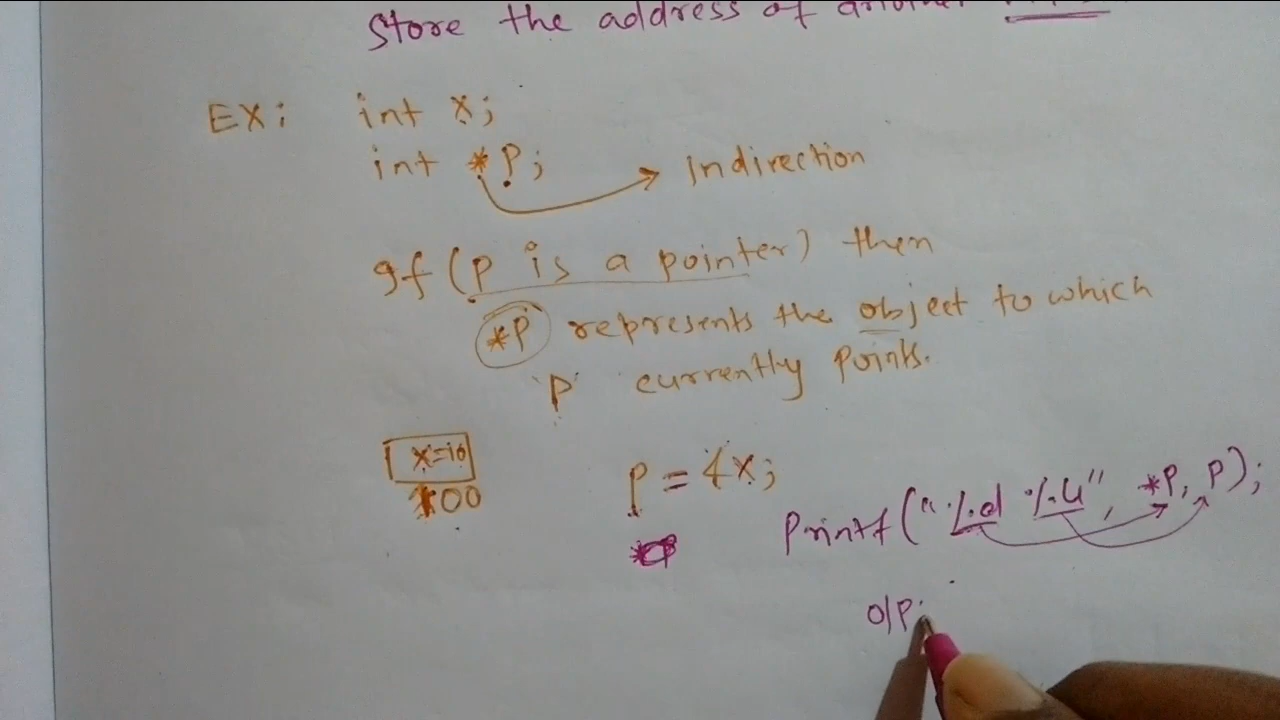 Store the address of another
EX: int x;
int *P; → Indirection
If (P is a pointer) then
*P represents the object to which
'P' currently points.
x=10
100
P = &x;
Printf("%d %u", *P, P);
O/P: